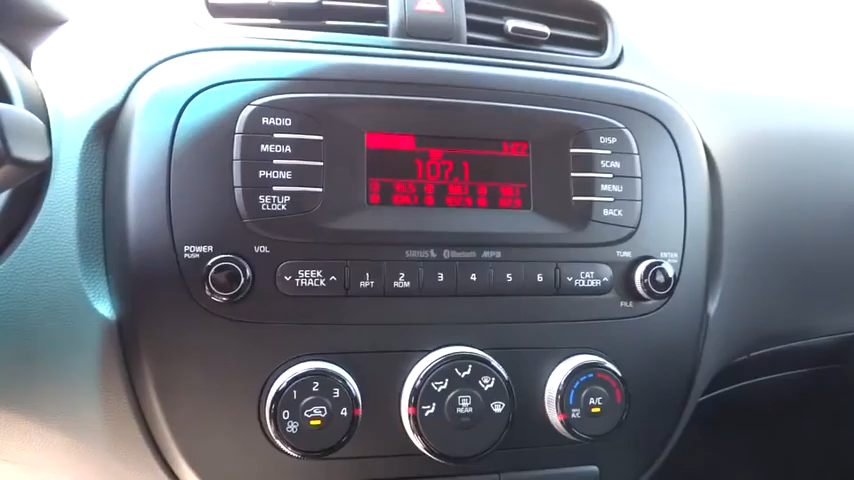 RADIO
MEDIA
PHONE
SETUP
CLOCK
107.1
DISP
SCAN
MENU
BACK
POWER
PUSH
VOL
SIRIUS Bluetooth MP3
TUNE
ENTER
FILE
SEEK
TRACK
1 RPT
2 RDM
3
4
5
6
CAT
FOLDER
0 1 2 3 4
REAR
A/C
MAX
A/C